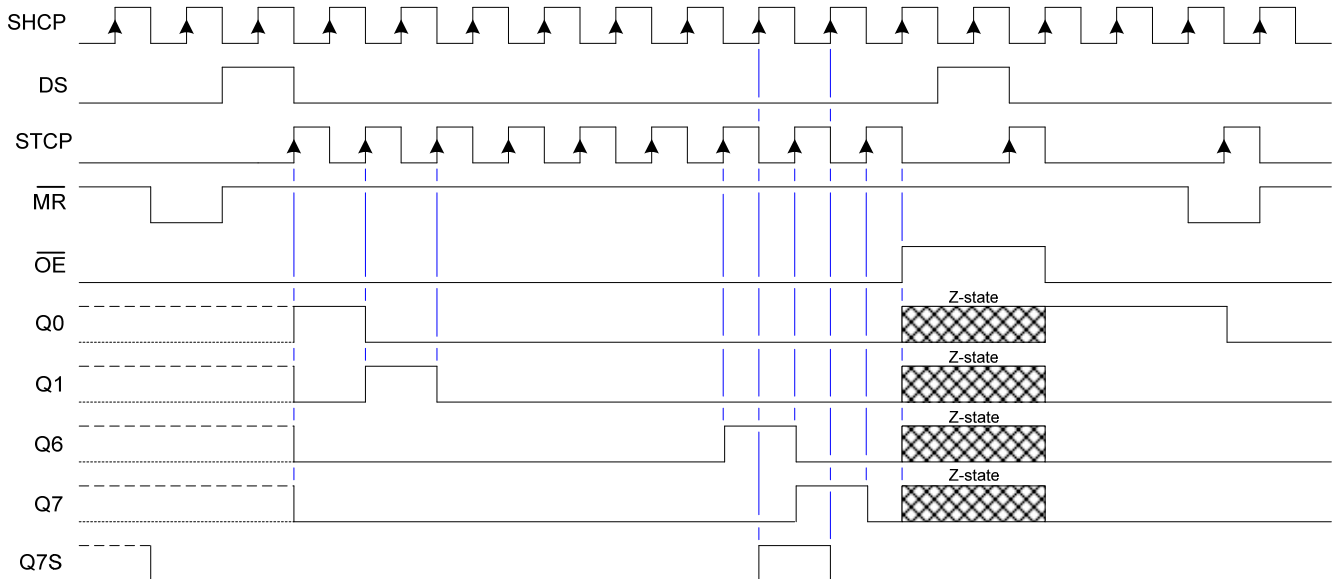 SHCP
DS
STCP
MR
OE
Z-state
Q0
Z-state
Q1
Z-state
Q6
Z-state
Q7
Q7S